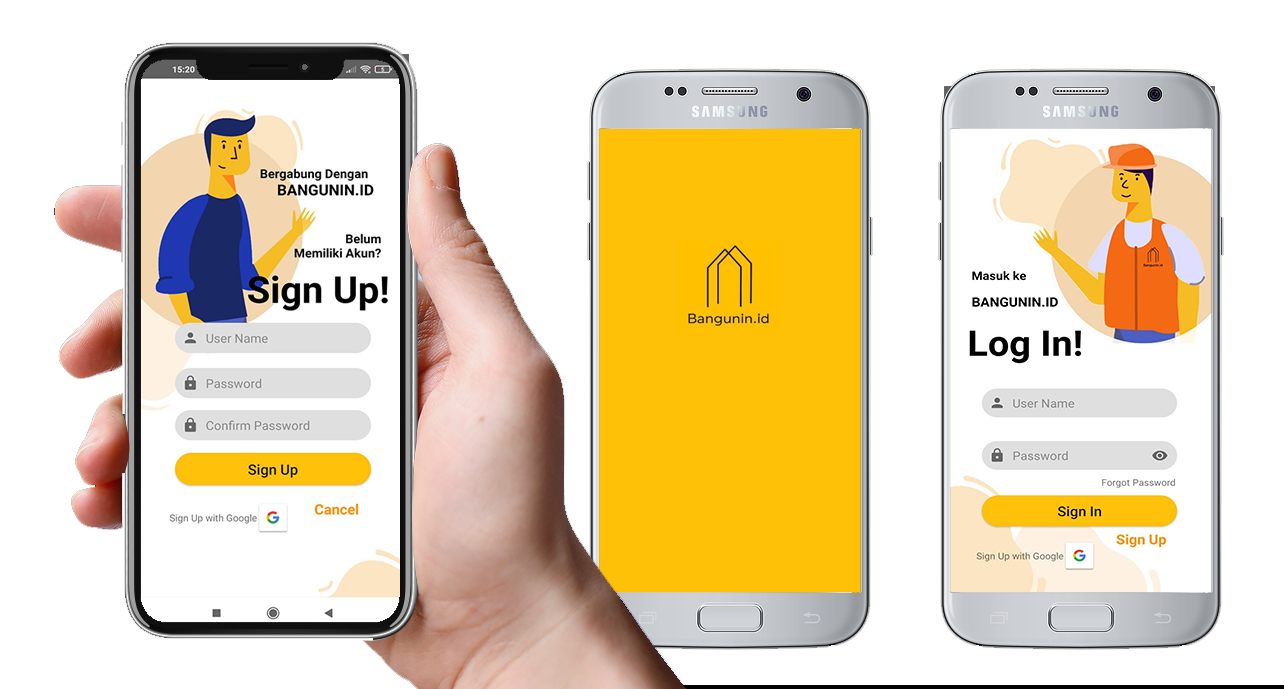 15:20
Bergabung Dengan
BANGUNIN.ID
Belum
Memiliki Akun?
Sign Up!
User Name
Password
Confirm Password
Sign Up
Sign Up with Google
Cancel
SAMSUNG
Bangunin.id
SAMSUNG
Bangunin.id
Masuk ke
BANGUNIN.ID
Log In!
User Name
Password
Forgot Password
Sign In
Sign Up
Sign Up with Google